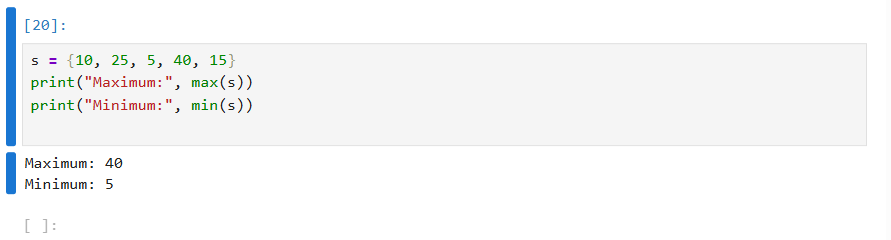 [20]:
s = {10, 25, 5, 40, 15}
print("Maximum:", max(s))
print("Minimum:", min(s))
Maximum: 40
Minimum: 5
[ ]: